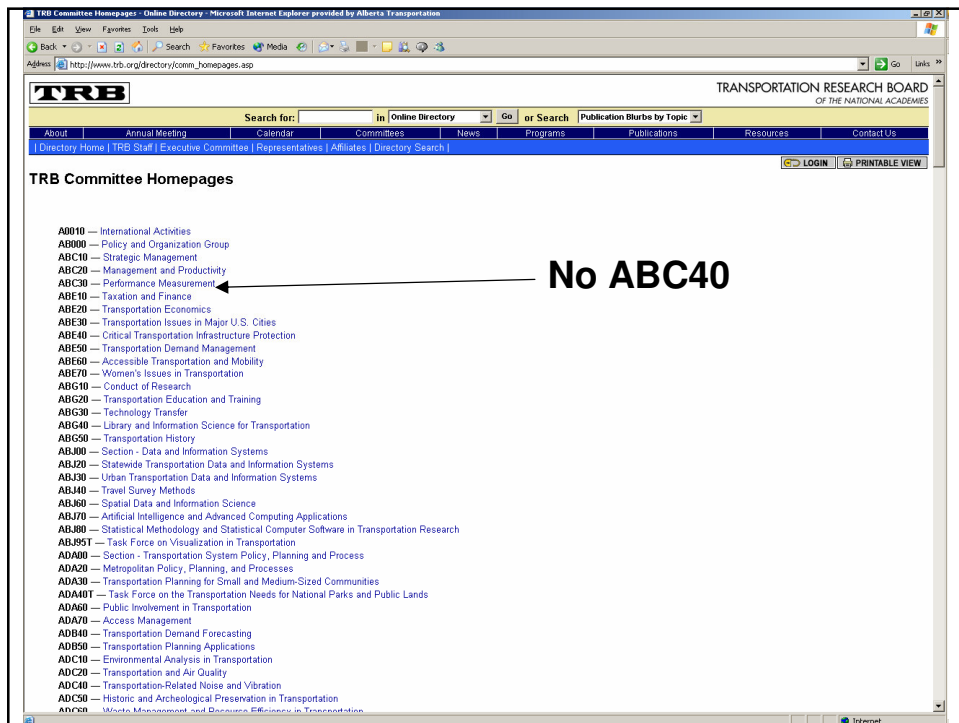 TRB Committee Homepages - Online Directory - Microsoft Internet Explorer provided by Alberta Transportation
File Edit View Favorites Tools Help
Back Search Favorites Media
Address http://www.trb.org/directory/comm_homepages.asp Go Links »
TRB
TRANSPORTATION RESEARCH BOARD
OF THE NATIONAL ACADEMIES
Search for: in Online Directory Go or Search Publication Blurbs by Topic
About Annual Meeting Calendar Committees News Programs Publications Resources Contact Us
| Directory Home | TRB Staff | Executive Committee | Representatives | Affiliates | Directory Search |
LOGIN PRINTABLE VIEW
TRB Committee Homepages
A0010 — International Activities
AB000 — Policy and Organization Group
ABC10 — Strategic Management
ABC20 — Management and Productivity
ABC30 — Performance Measurement
No ABC40
ABE10 — Taxation and Finance
ABE20 — Transportation Economics
ABE30 — Transportation Issues in Major U.S. Cities
ABE40 — Critical Transportation Infrastructure Protection
ABE50 — Transportation Demand Management
ABE60 — Accessible Transportation and Mobility
ABE70 — Women's Issues in Transportation
ABG10 — Conduct of Research
ABG20 — Transportation Education and Training
ABG30 — Technology Transfer
ABG40 — Library and Information Science for Transportation
ABG50 — Transportation History
ABJ00 — Section - Data and Information Systems
ABJ20 — Statewide Transportation Data and Information Systems
ABJ30 — Urban Transportation Data and Information Systems
ABJ40 — Travel Survey Methods
ABJ60 — Spatial Data and Information Science
ABJ70 — Artificial Intelligence and Advanced Computing Applications
ABJ80 — Statistical Methodology and Statistical Computer Software in Transportation Research
ABJ95T — Task Force on Visualization in Transportation
ADA00 — Section - Transportation System Policy, Planning and Process
ADA20 — Metropolitan Policy, Planning, and Processes
ADA30 — Transportation Planning for Small and Medium-Sized Communities
ADA40T — Task Force on the Transportation Needs for National Parks and Public Lands
ADA60 — Public Involvement in Transportation
ADA70 — Access Management
ADB40 — Transportation Demand Forecasting
ADB50 — Transportation Planning Applications
ADC10 — Environmental Analysis in Transportation
ADC20 — Transportation and Air Quality
ADC40 — Transportation-Related Noise and Vibration
ADC50 — Historic and Archeological Preservation in Transportation
ADC60 — Waste Management and Resource Efficiency in Transportation
Internet